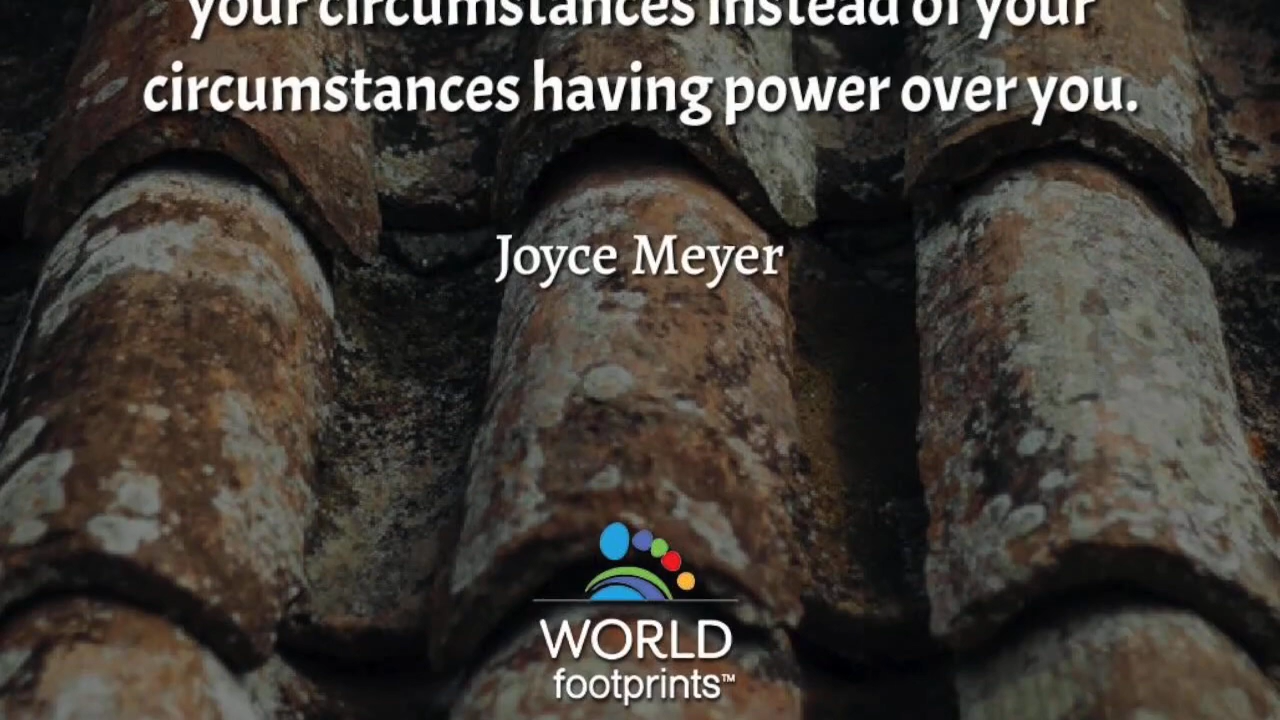 your circumstances instead of your
circumstances having power over you.
Joyce Meyer
WORLD
footprints™